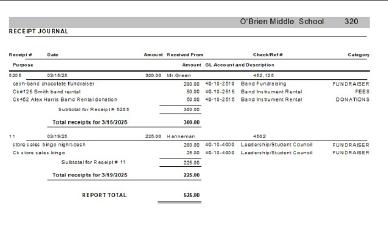 O'Brien Middle School 320
RECEIPT JOURNAL
Receipt # Date Amount Received From Check/Ref # Category
Purpose Amount GL Account and Description
5205 03/15/25 300.00 Mr.Green 452,125
cash-band chocolate fundraiser 200.00 40-10-2510 Band Fundraising FUNDRAISER
Ck#125 Smith band rental 50.00 40-10-2515 Band Instrument Rental FEES
Ck#452 Alex Harris Band Rental donation 50.00 40-10-2515 Band Instrument Rental DONATIONS
Subtotal for Receipt # 5205 300.00
Total receipts for 3/15/2025 300.00
11 03/19/25 225.00 Hanneman 4502
store sales bingo night-cash 200.00 40-10-4000 Leadership/Student Council FUNDRAISER
Ck store sales bingo 25.00 40-10-4000 Leadership/Student Council FUNDRAISER
Subtotal for Receipt # 11 225.00
Total receipts for 3/19/2025 225.00
REPORT TOTAL 525.00